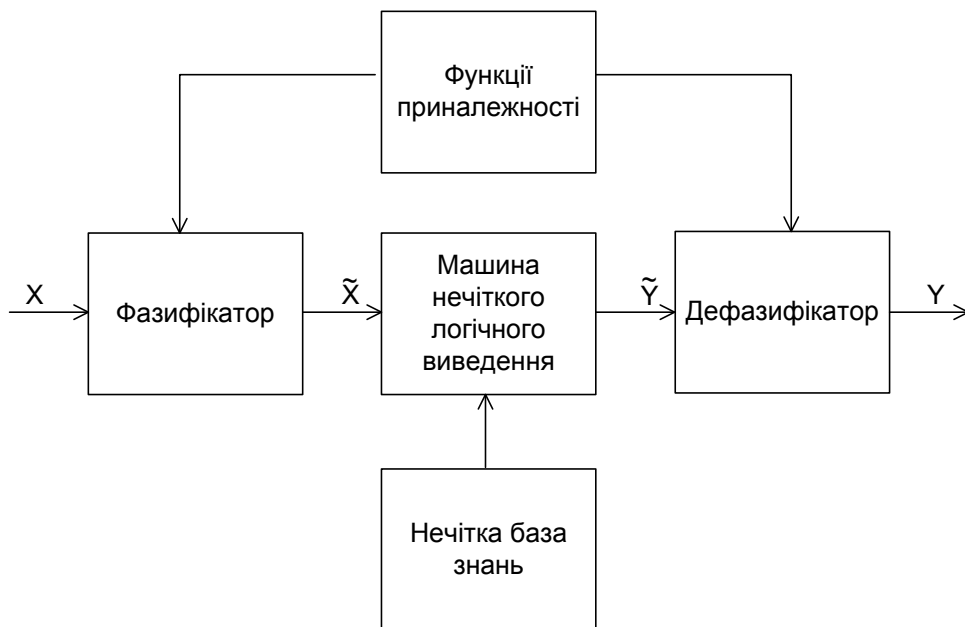 Функції
приналежності
X
Фазифікатор
X̃
Машина
нечіткого
логічного
виведення
Ỹ
Дефазифікатор
Y
Нечітка база
знань